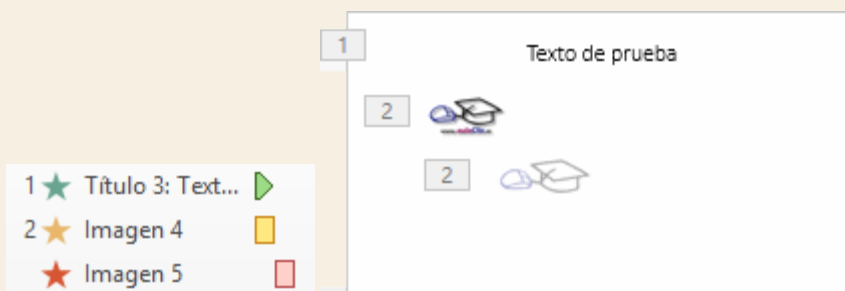 1
Texto de prueba
2
2
1 Título 3: Text...
2 Imagen 4
Imagen 5